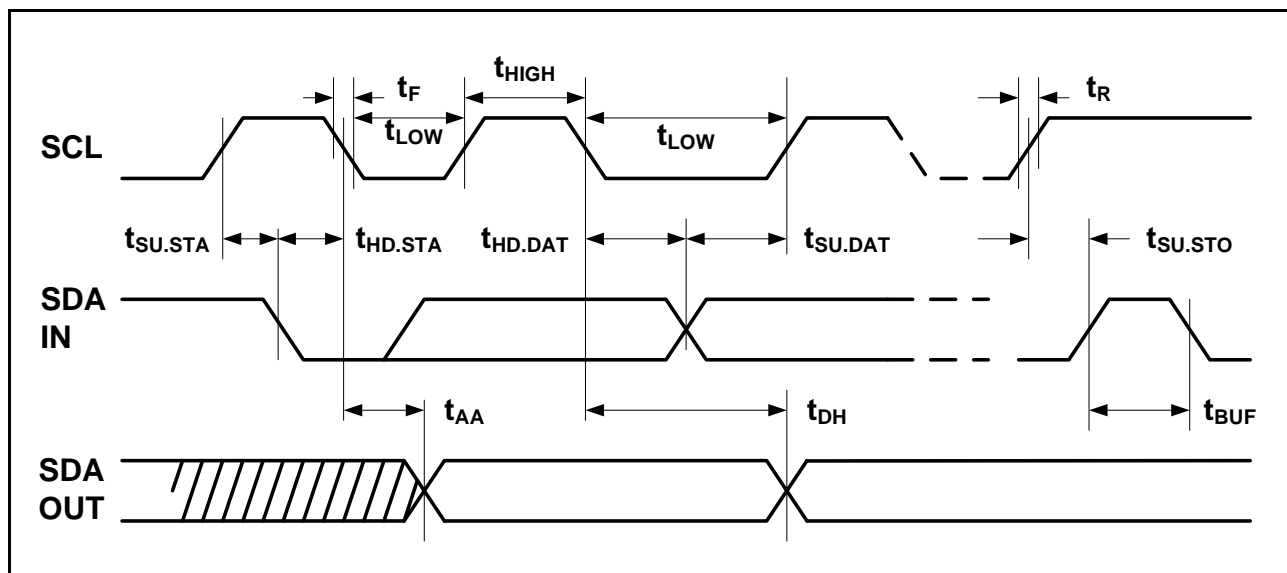 tHIGH
tF
tR
SCL
tLOW
tLOW
tSU.STA
tHD.STA
tHD.DAT
tSU.DAT
tSU.STO
SDA
IN
tAA
tDH
tBUF
SDA
OUT